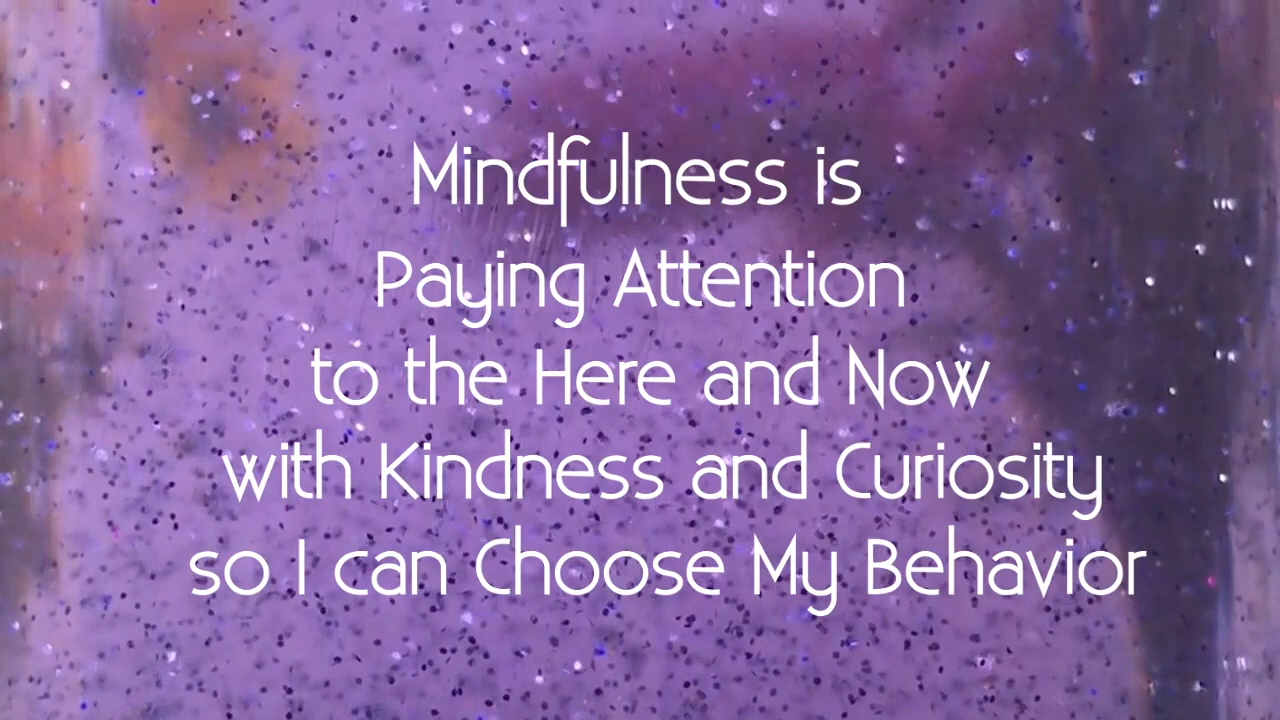 Mindfulness is
Paying Attention
to the Here and Now
with Kindness and Curiosity
so I can Choose My Behavior